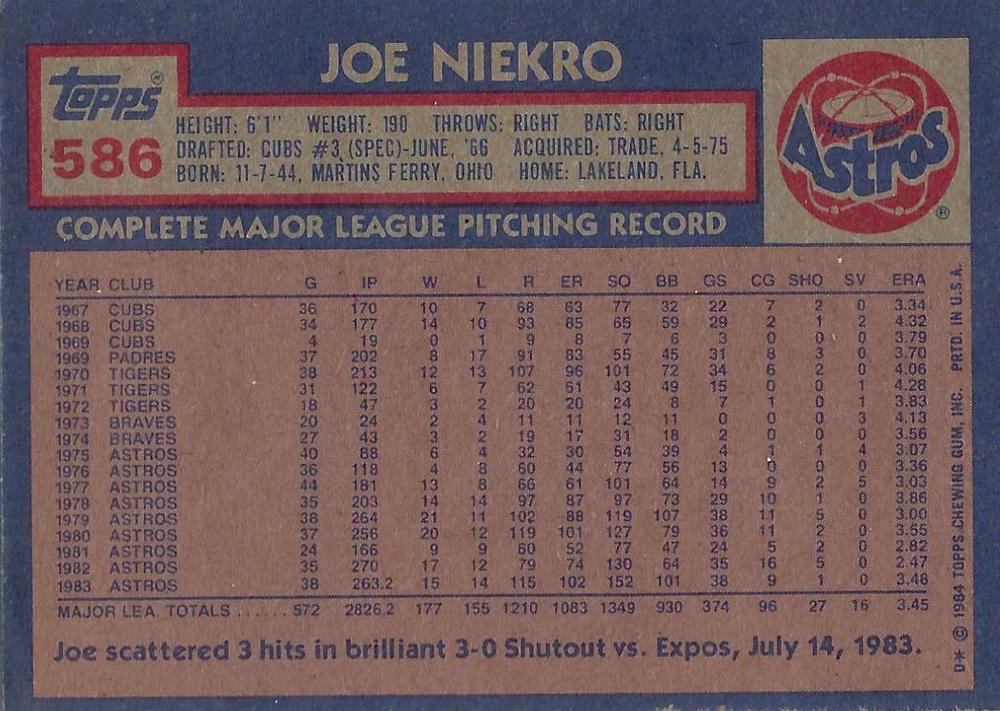 JOE NIEKRO
Topps®
586
HEIGHT: 6'1" WEIGHT: 190 THROWS: RIGHT BATS: RIGHT
DRAFTED: CUBS #3 (SPEC)-JUNE, '66 ACQUIRED: TRADE, 4-5-75
BORN: 11-7-44, MARTINS FERRY, OHIO HOME: LAKELAND, FLA.
Astros ®
COMPLETE MAJOR LEAGUE PITCHING RECORD
YEAR CLUB G IP W L R ER SO BB GS CG SHO SV ERA
1967 CUBS 36 170 10 7 68 63 77 32 22 7 2 0 3.34
1968 CUBS 34 177 14 10 93 85 65 59 29 2 1 2 4.32
1969 CUBS 4 19 0 1 9 8 7 6 3 0 0 0 3.79
1969 PADRES 37 202 8 17 91 83 55 45 31 8 3 0 3.70
1970 TIGERS 38 213 12 13 107 96 101 72 34 6 2 0 4.06
1971 TIGERS 31 122 6 7 62 61 43 49 15 0 0 1 4.28
1972 TIGERS 18 47 3 2 20 20 24 8 7 1 0 1 3.83
1973 BRAVES 20 24 2 4 11 11 12 11 0 0 0 3 4.13
1974 BRAVES 27 43 3 2 19 17 31 18 2 0 0 0 3.56
1975 ASTROS 40 88 6 4 32 30 54 39 4 1 1 4 3.07
1976 ASTROS 36 118 4 8 60 44 77 56 13 0 0 0 3.36
1977 ASTROS 44 181 13 8 66 61 101 64 14 9 2 5 3.03
1978 ASTROS 35 203 14 14 97 87 97 73 29 10 1 0 3.86
1979 ASTROS 38 264 21 11 102 88 119 107 38 11 5 0 3.00
1980 ASTROS 37 256 20 12 119 101 127 79 36 11 2 0 3.55
1981 ASTROS 24 166 9 9 60 52 77 47 24 5 2 0 2.82
1982 ASTROS 35 270 17 12 79 74 130 64 35 16 5 0 2.47
1983 ASTROS 38 263.2 15 14 115 102 152 101 38 9 1 0 3.48
MAJOR LEA. TOTALS ...... 572 2826.2 177 155 1210 1083 1349 930 374 96 27 16 3.45
Joe scattered 3 hits in brilliant 3-0 Shutout vs. Expos, July 14, 1983.
D* © 1984 TOPPS CHEWING GUM, INC. PRTD. IN U.S.A.